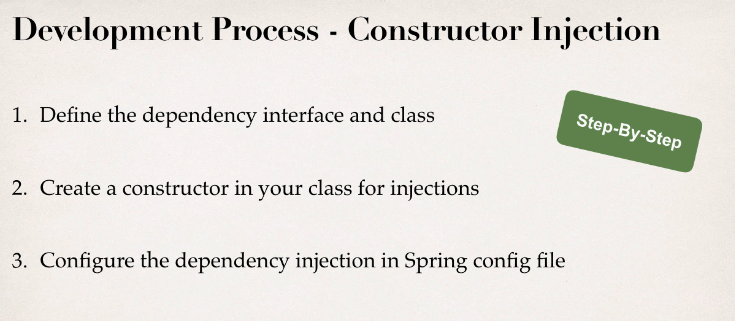 Development Process - Constructor Injection
Step-By-Step
1. Define the dependency interface and class
2. Create a constructor in your class for injections
3. Configure the dependency injection in Spring config file